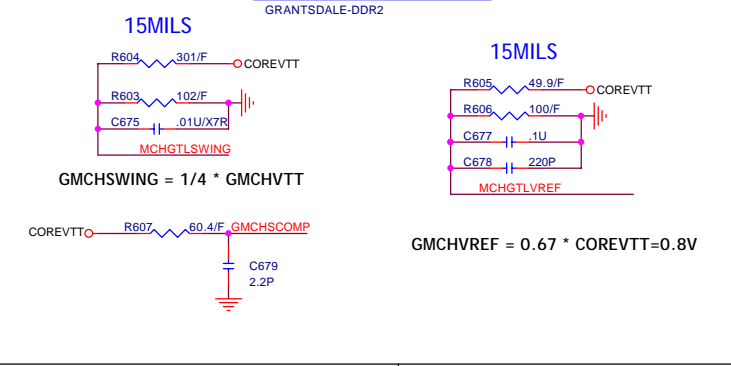 GRANTSDALE-DDR2
15MILS
R604 301/F COREVTT
R603 102/F
C675 .01U/X7R
MCHGTLSWING
GMCHSWING = 1/4 * GMCHVTT
COREVTT R607 60.4/F GMCHSCOMP
C679
2.2P
15MILS
R605 49.9/F COREVTT
R606 100/F
C677 .1U
C678 220P
MCHGTLVREF
GMCHVREF = 0.67 * COREVTT=0.8V